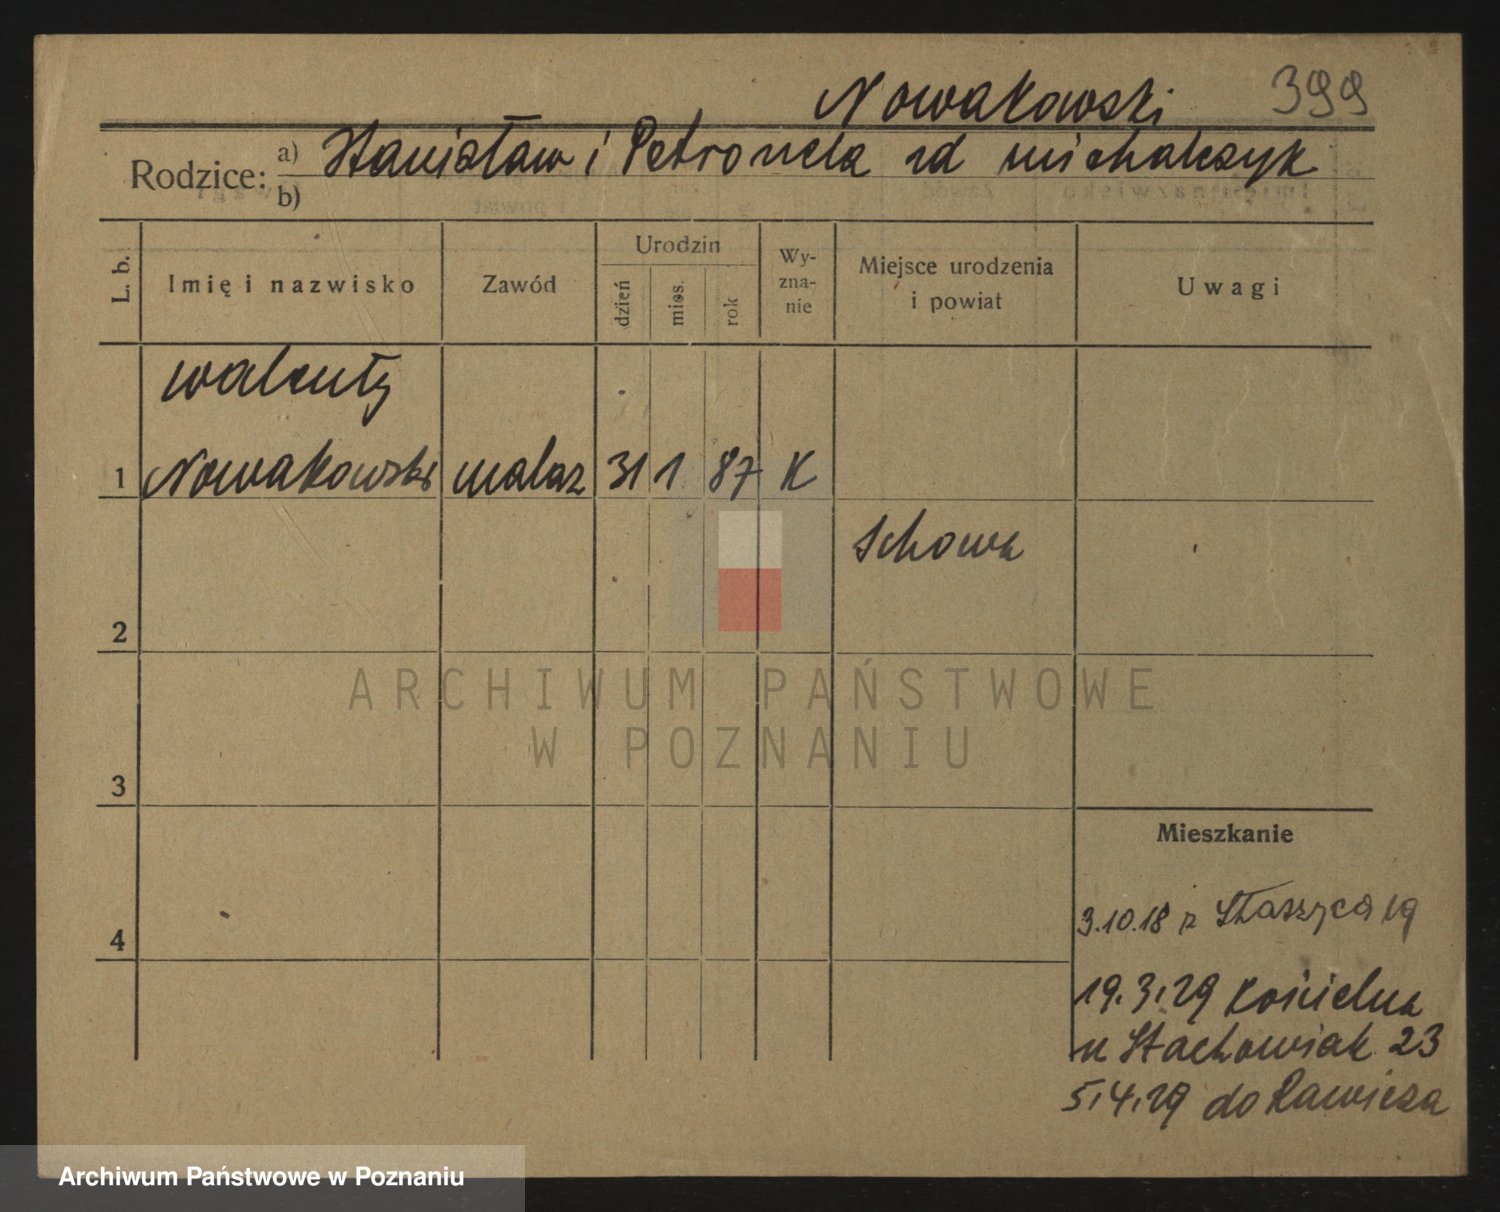 Nowakowski 399
Rodzice: a) Stanisław i Petronela zd Michalczyk
b)
L. b.
Imię i nazwisko
Zawód
Urodzin
dzień
mies.
rok
Wy-
zna-
nie
Miejsce urodzenia
i powiat
Uwagi
Walenty
1 Nowakowski malarz 31 1 87 K
Schowa
2
ARCHIWUM PAŃSTWOWE
W POZNANIU
3
Mieszkanie
3.10.18 z Staszyca 19
4
19.3.29 Kościelna
u Stachowiak 23
5.4.29 do Rawicza
Archiwum Państwowe w Poznaniu